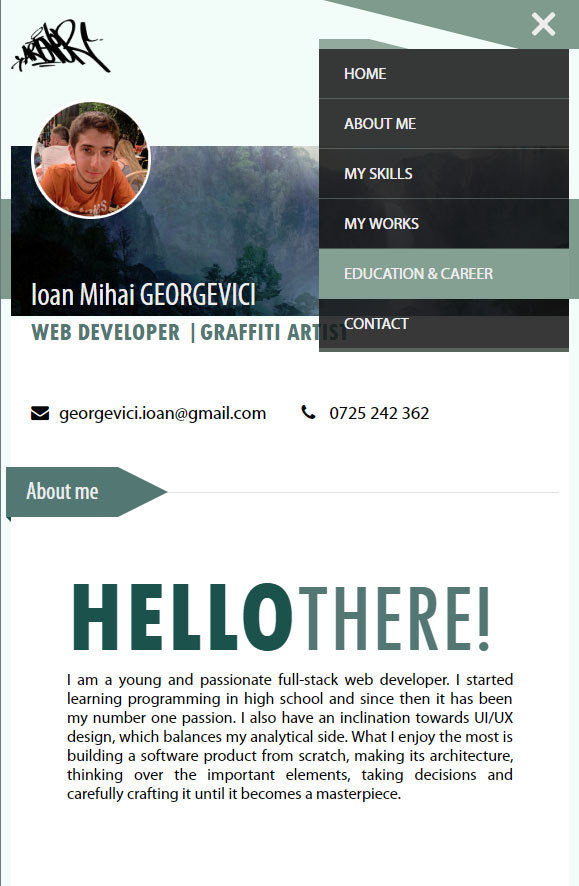 HOME
ABOUT ME
MY SKILLS
MY WORKS
EDUCATION & CAREER
CONTACT
Ioan Mihai GEORGEVICI
WEB DEVELOPER | GRAFFITI ARTIST
georgevici.ioan@gmail.com 0725 242 362
About me
HELLOTHERE!
I am a young and passionate full-stack web developer. I started
learning programming in high school and since then it has been
my number one passion. I also have an inclination towards UI/UX
design, which balances my analytical side. What I enjoy the most is
building a software product from scratch, making its architecture,
thinking over the important elements, taking decisions and
carefully crafting it until it becomes a masterpiece.